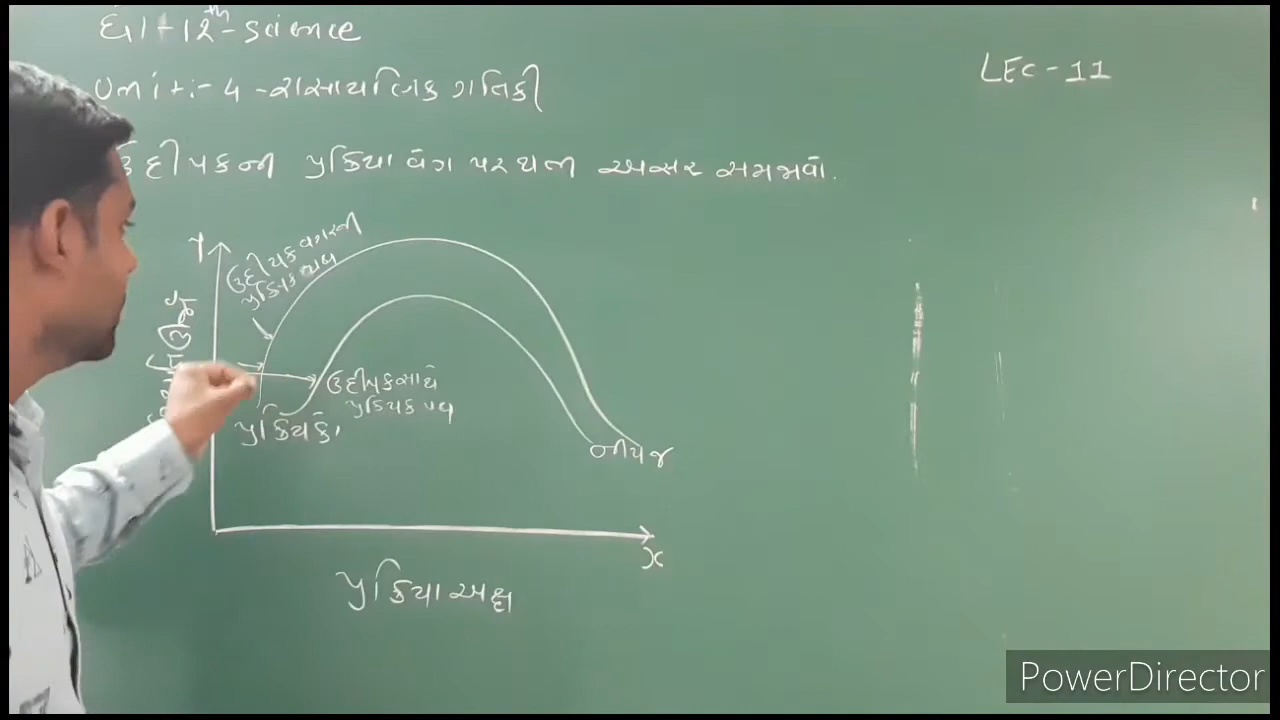 ધો-12th-Science
Unit:-4-રાસાયણિક ગતિકી
LEC-11
ઉદ્દીપકની પ્રક્રિયા વેગ પર થતી અસર સમજાવો.
Y
ઉદ્દીપક વગરની
પ્રક્રિયક પથ
ઉદ્દીપક સાથે
પ્રક્રિયક પથ
પ્રક્રિયકો
નીપજ
X
પ્રક્રિયા અક્ષ
PowerDirector